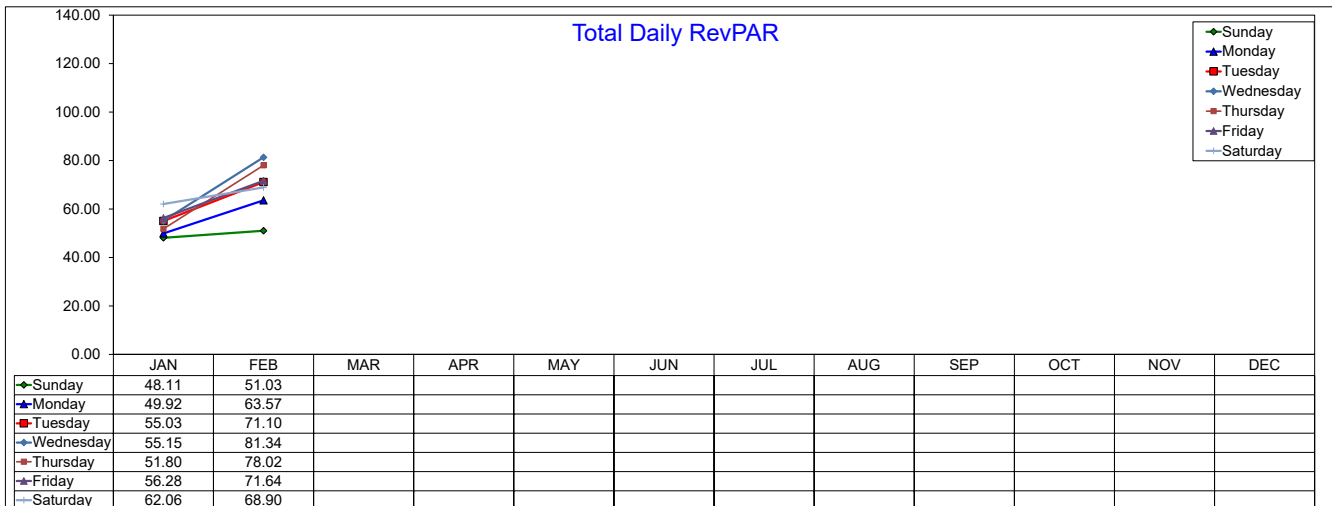 Total Daily RevPAR
140.00
120.00
100.00
80.00
60.00
40.00
20.00
0.00
Sunday
Monday
Tuesday
Wednesday
Thursday
Friday
Saturday
JAN FEB MAR APR MAY JUN JUL AUG SEP OCT NOV DEC
Sunday 48.11 51.03
Monday 49.92 63.57
Tuesday 55.03 71.10
Wednesday 55.15 81.34
Thursday 51.80 78.02
Friday 56.28 71.64
Saturday 62.06 68.90